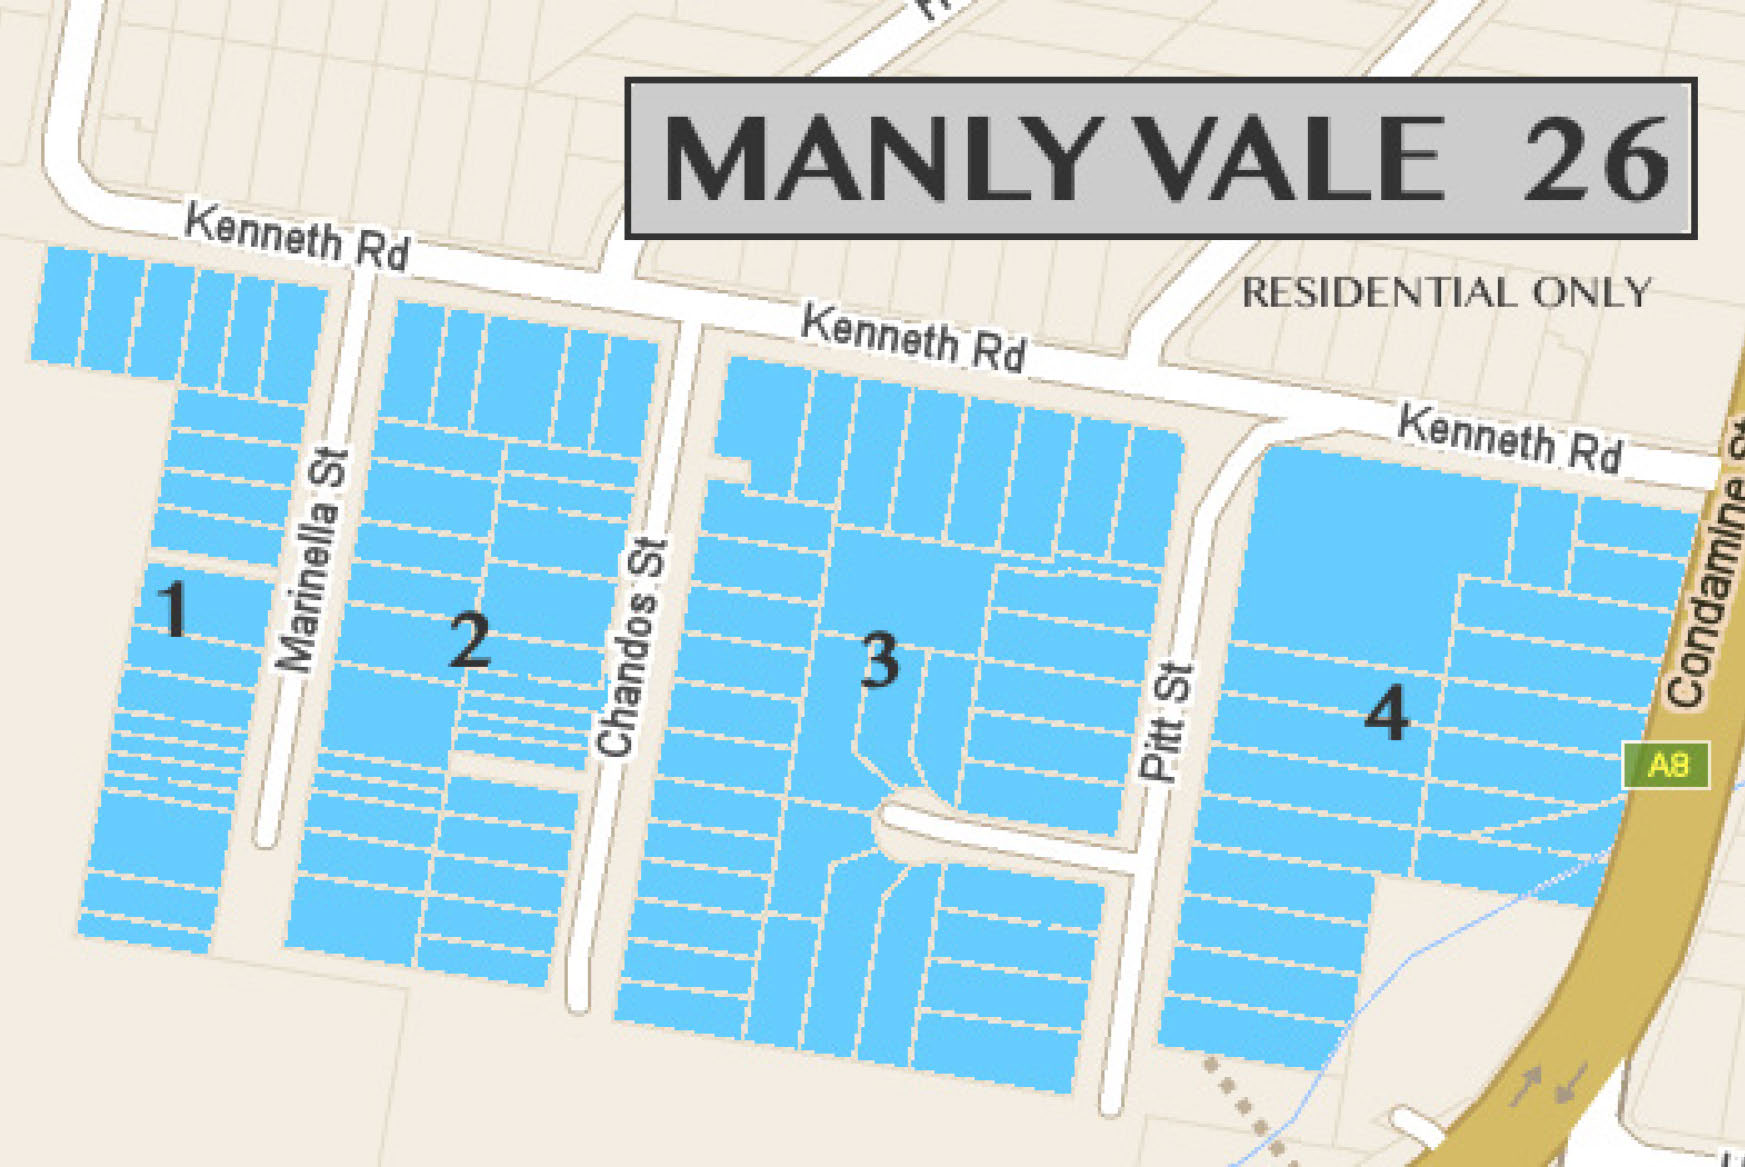 MANLY VALE 26
RESIDENTIAL ONLY
Kenneth Rd
Kenneth Rd
Kenneth Rd
Marinella St
Chandos St
Pitt St
Condamine St
1
2
3
4
A8